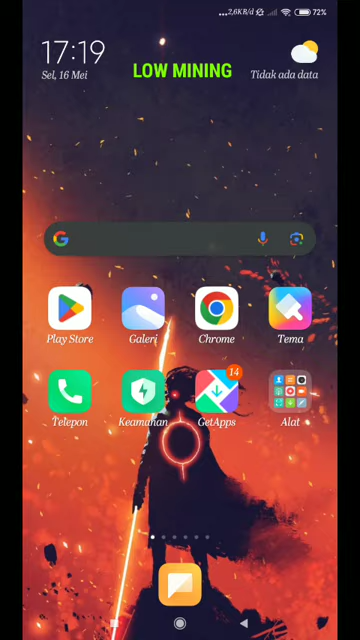 ...2,6KB/d 72%
17:19
Sel, 16 Mei
LOW MINING
Tidak ada data
Play Store Galeri Chrome Tema
14
Telepon Keamanan GetApps Alat